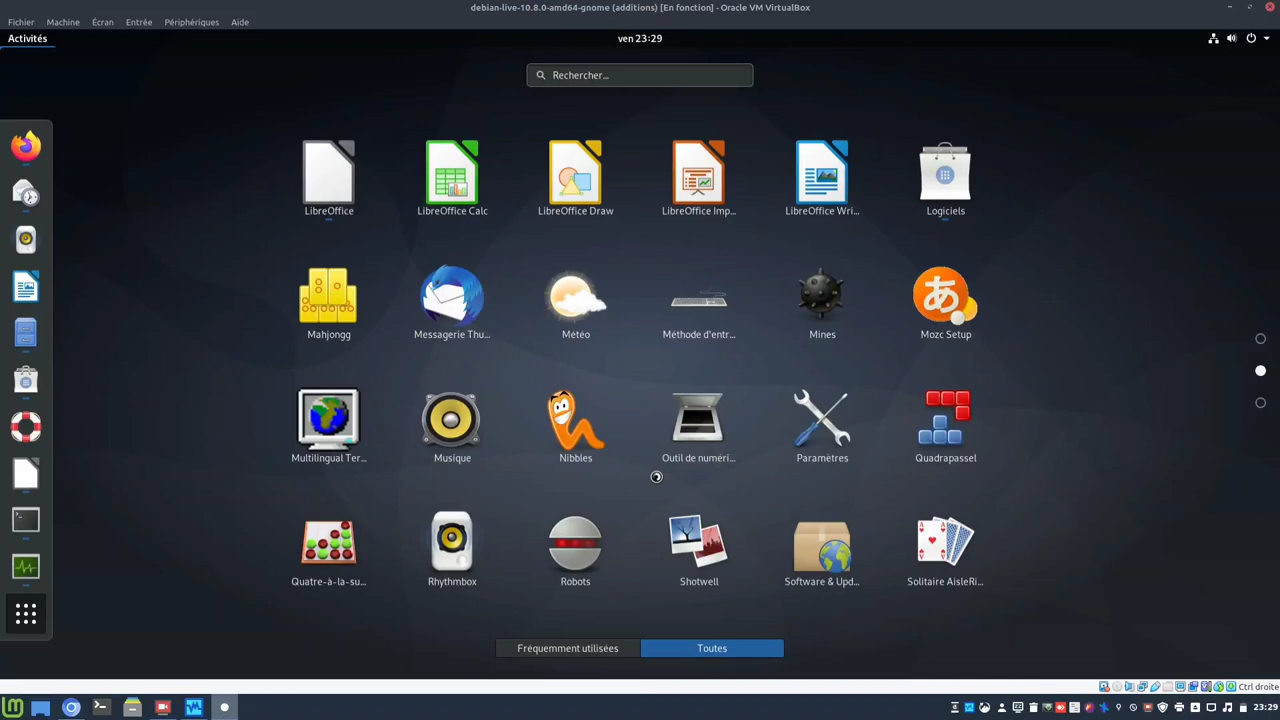 debian-live-10.8.0-amd64-gnome (additions) [En fonction] - Oracle VM VirtualBox
Fichier Machine Écran Entrée Périphériques Aide
Activités ven 23:29
Rechercher...
LibreOffice LibreOffice Calc LibreOffice Draw LibreOffice Imp... LibreOffice Wri... Logiciels
Mahjongg Messagerie Thu... Météo Méthode d'entr... Mines Mozc Setup
Multilingual Ter... Musique Nibbles Outil de numéri... Paramètres Quadrapassel
Quatre-à-la-su... Rhythmbox Robots Shotwell Software & Upd... Solitaire AisleRi...
Fréquemment utilisées Toutes
Ctrl droite
23:29